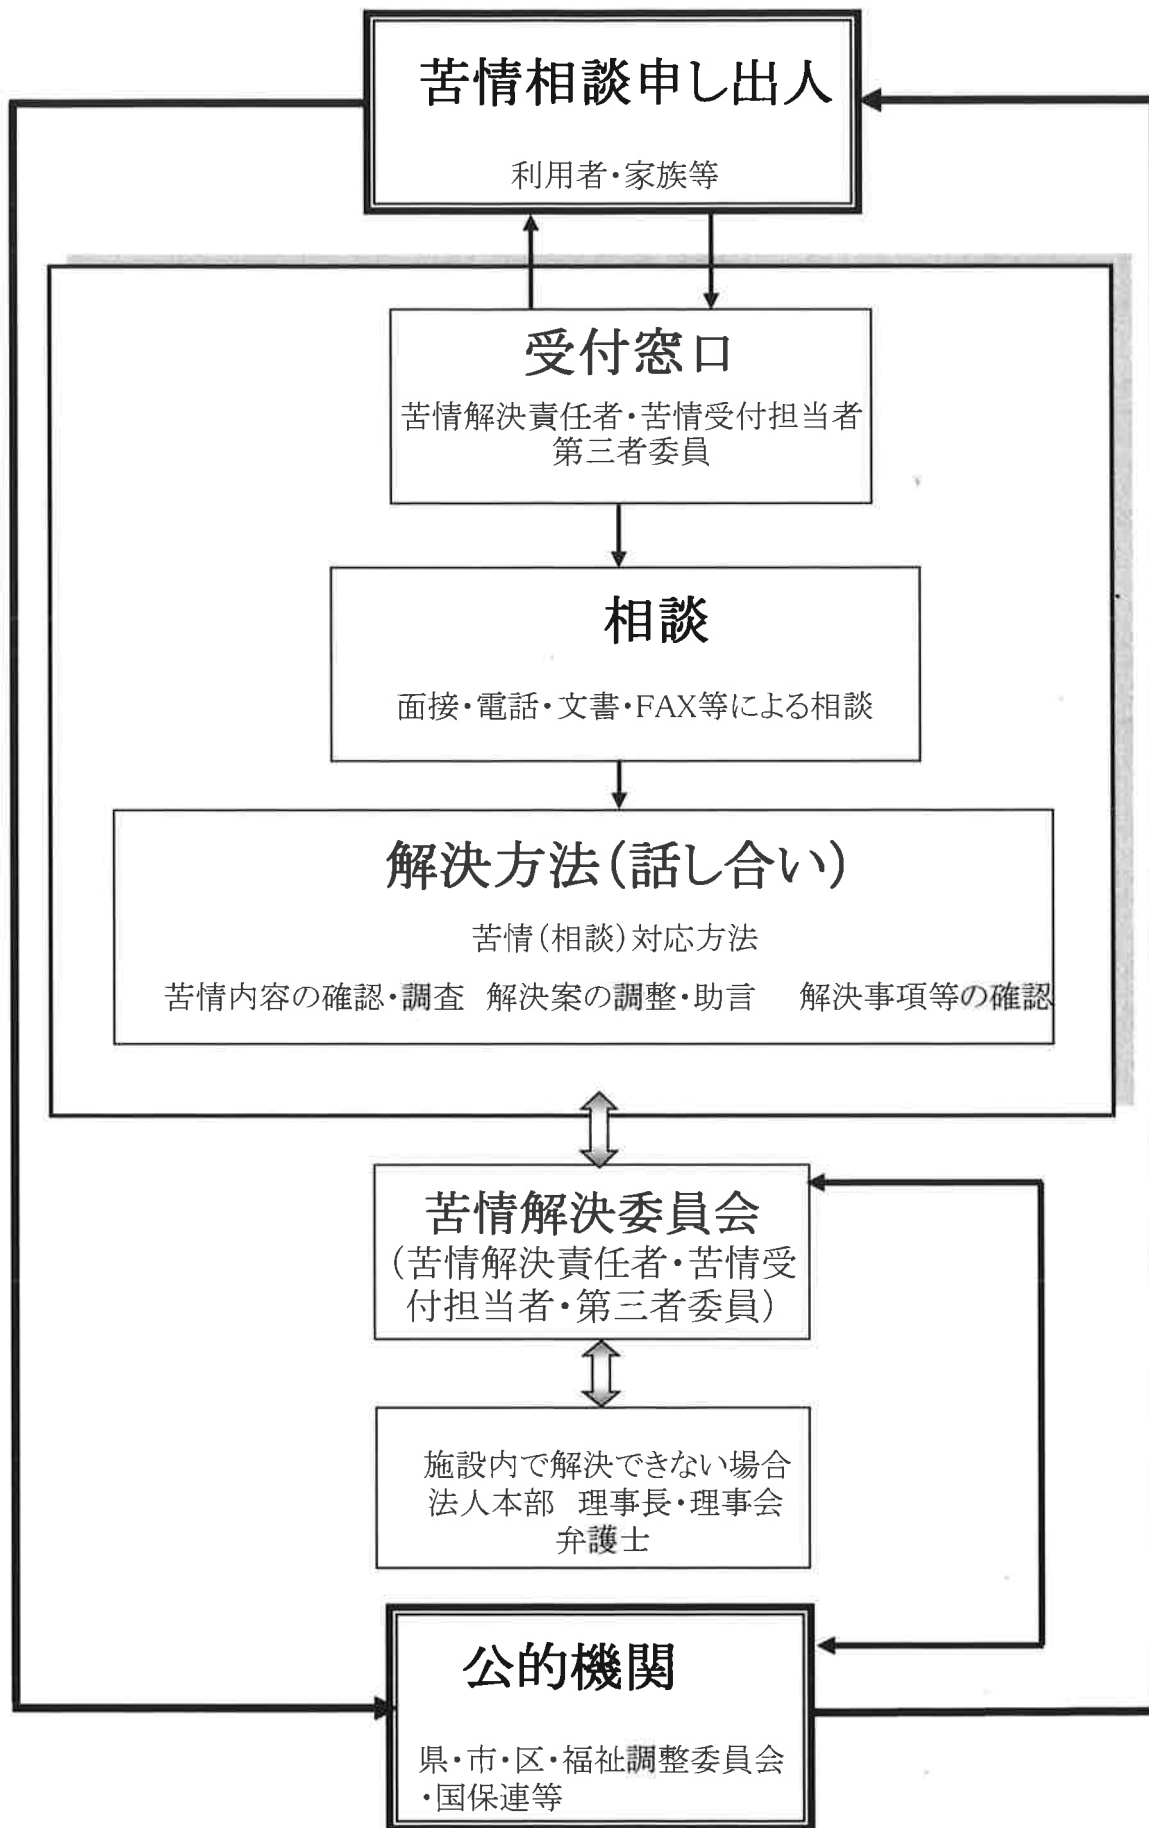 苦情相談申し出人
利用者・家族等
受付窓口
苦情解決責任者・苦情受付担当者
第三者委員
相談
面接・電話・文書・FAX等による相談
解決方法(話し合い)
苦情(相談)対応方法
苦情内容の確認・調査 解決案の調整・助言 解決事項等の確認
苦情解決委員会
(苦情解決責任者・苦情受
付担当者・第三者委員)
施設内で解決できない場合
法人本部 理事長・理事会
弁護士
公的機関
県・市・区・福祉調整委員会
・国保連等